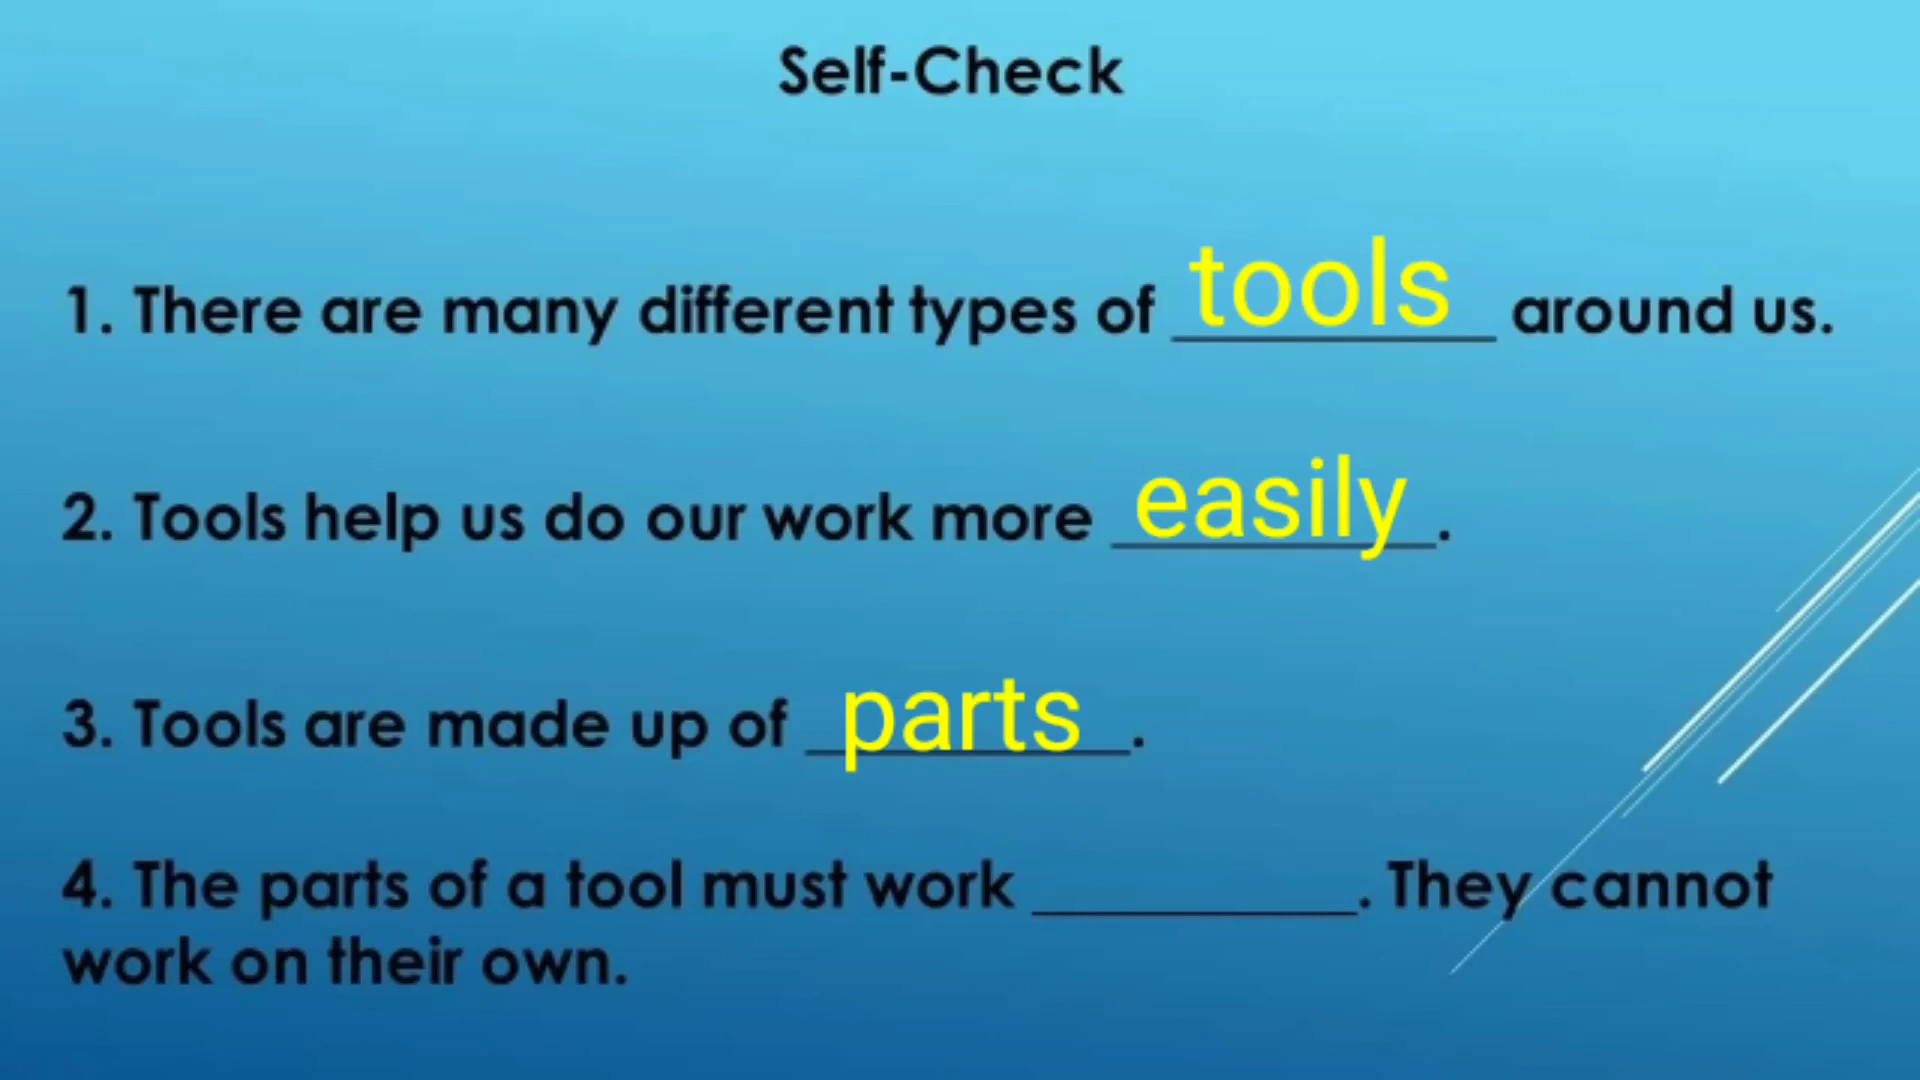 Self-Check
1. There are many different types of tools around us.
2. Tools help us do our work more easily.
3. Tools are made up of parts.
4. The parts of a tool must work __________. They cannot
work on their own.